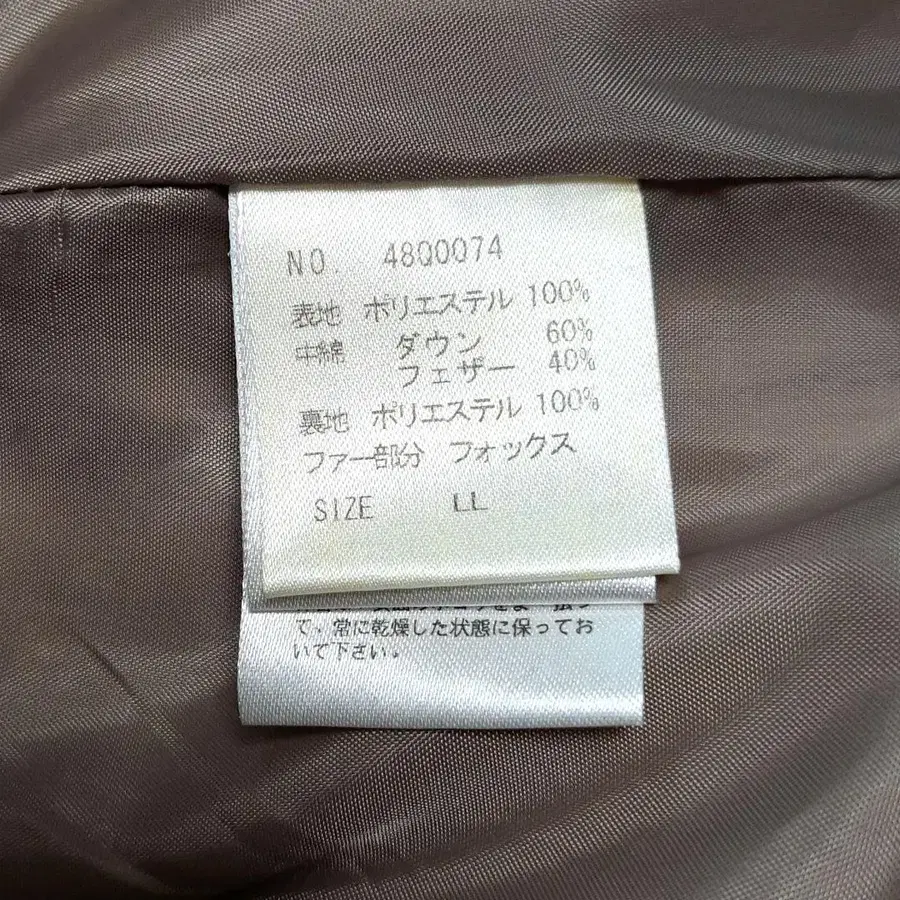 NO. 4800074
表地 ポリエステル 100%
中綿 ダウン 60%
フェザー 40%
裏地 ポリエステル 100%
ファー部分 フォックス
SIZE LL
て、常に乾燥した状態に保ってお
いて下さい。